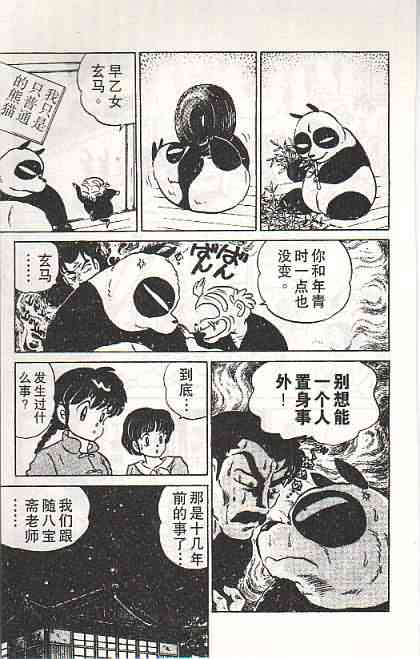 早乙女
玄马。
我只是
只普通
的熊猫
你和年青
时一点也
没变。
ばん
ばん
玄马
……
别想能
一个人
置身事
外！
到底…
发生过什
么事？
那是十几年
前的事了…
我们跟
随八宝
斋老师
……